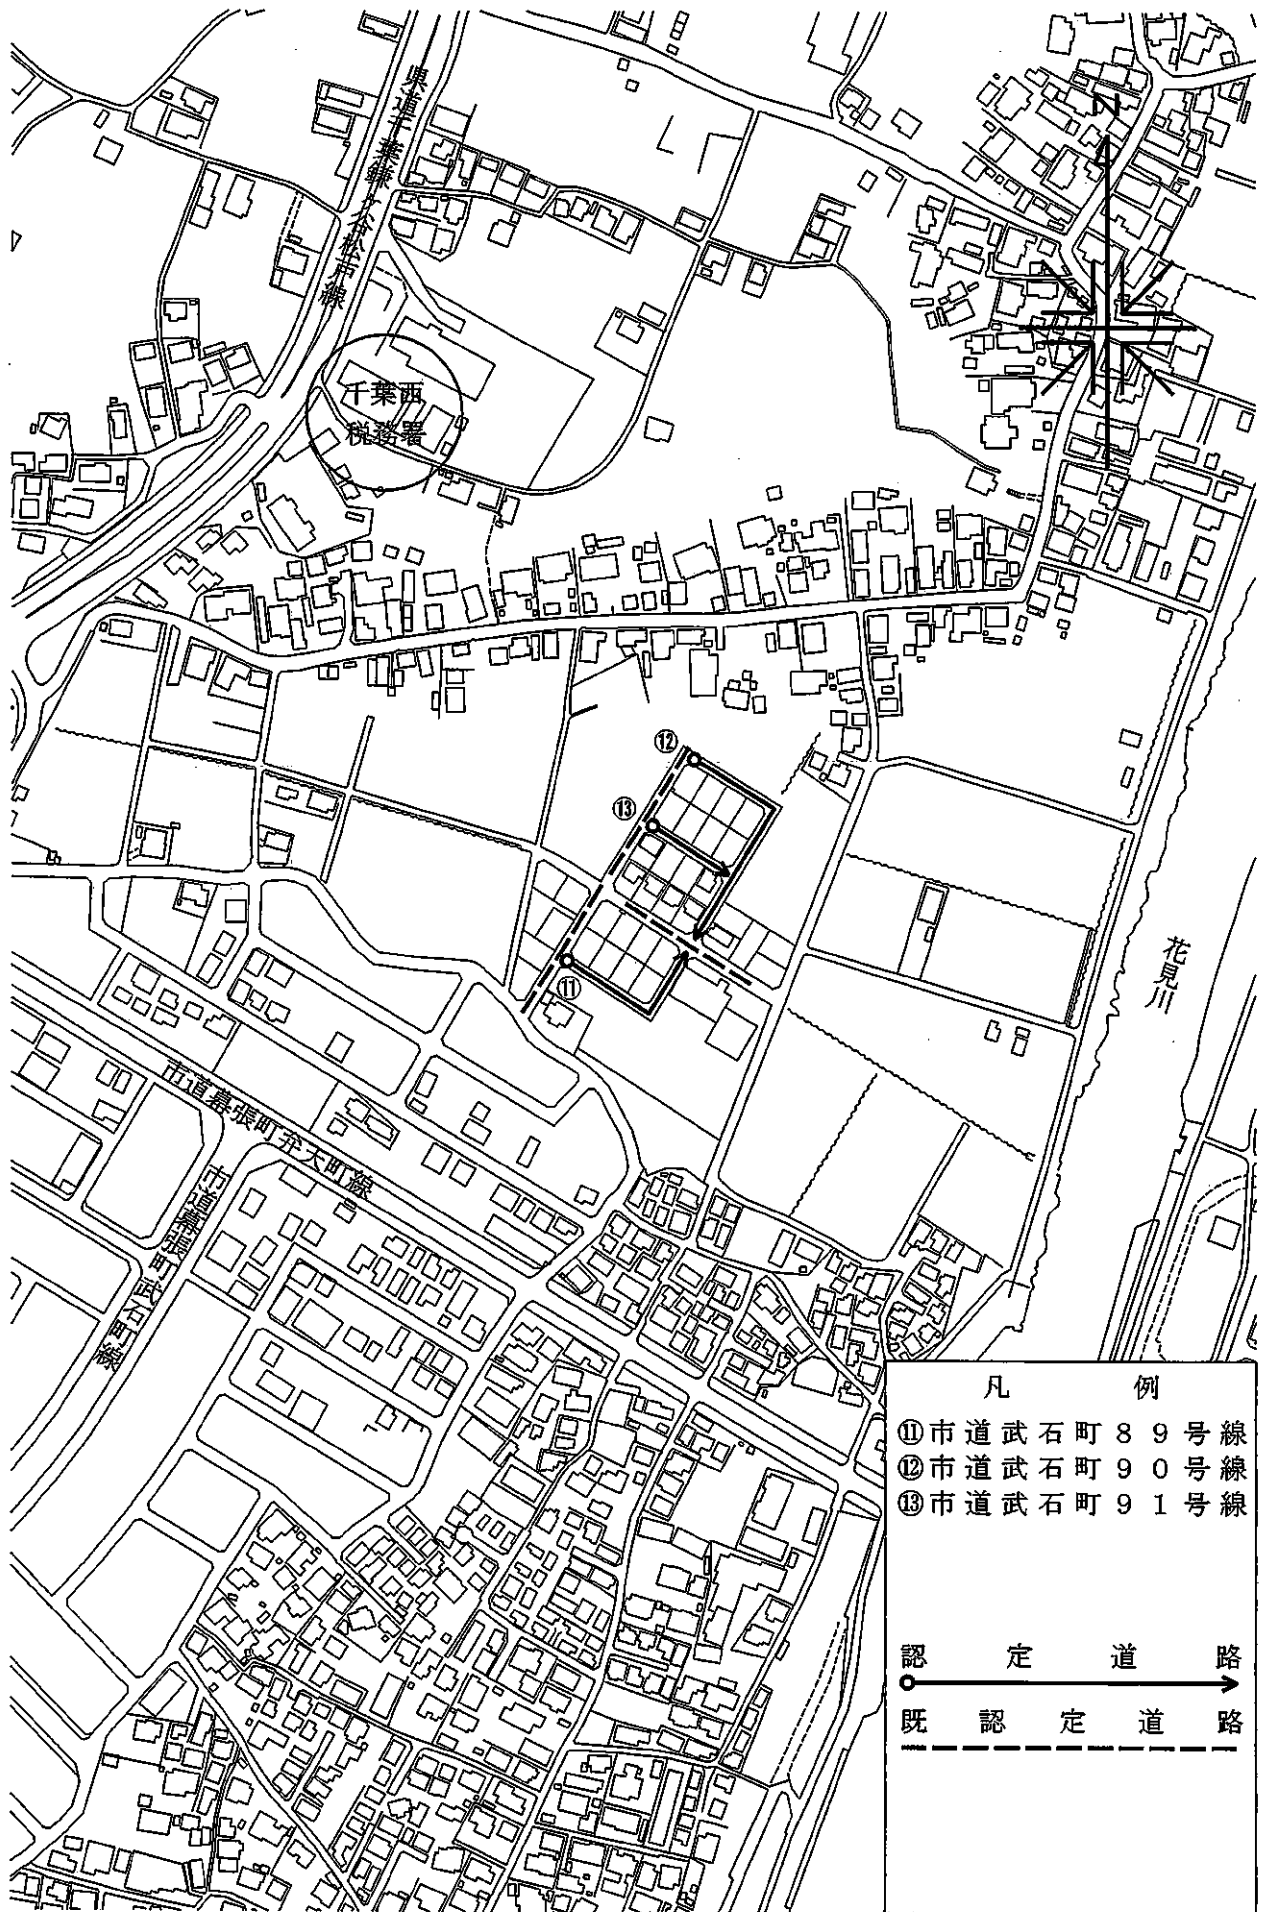 N
県道千葉鎌ヶ谷松戸線
千葉西
税務署
⑫
⑬
⑪
花見川
市道幕張町弁天町線
市道幕張町武石町線
凡例
⑪市道武石町89号線
⑫市道武石町90号線
⑬市道武石町91号線
認定道路
既認定道路